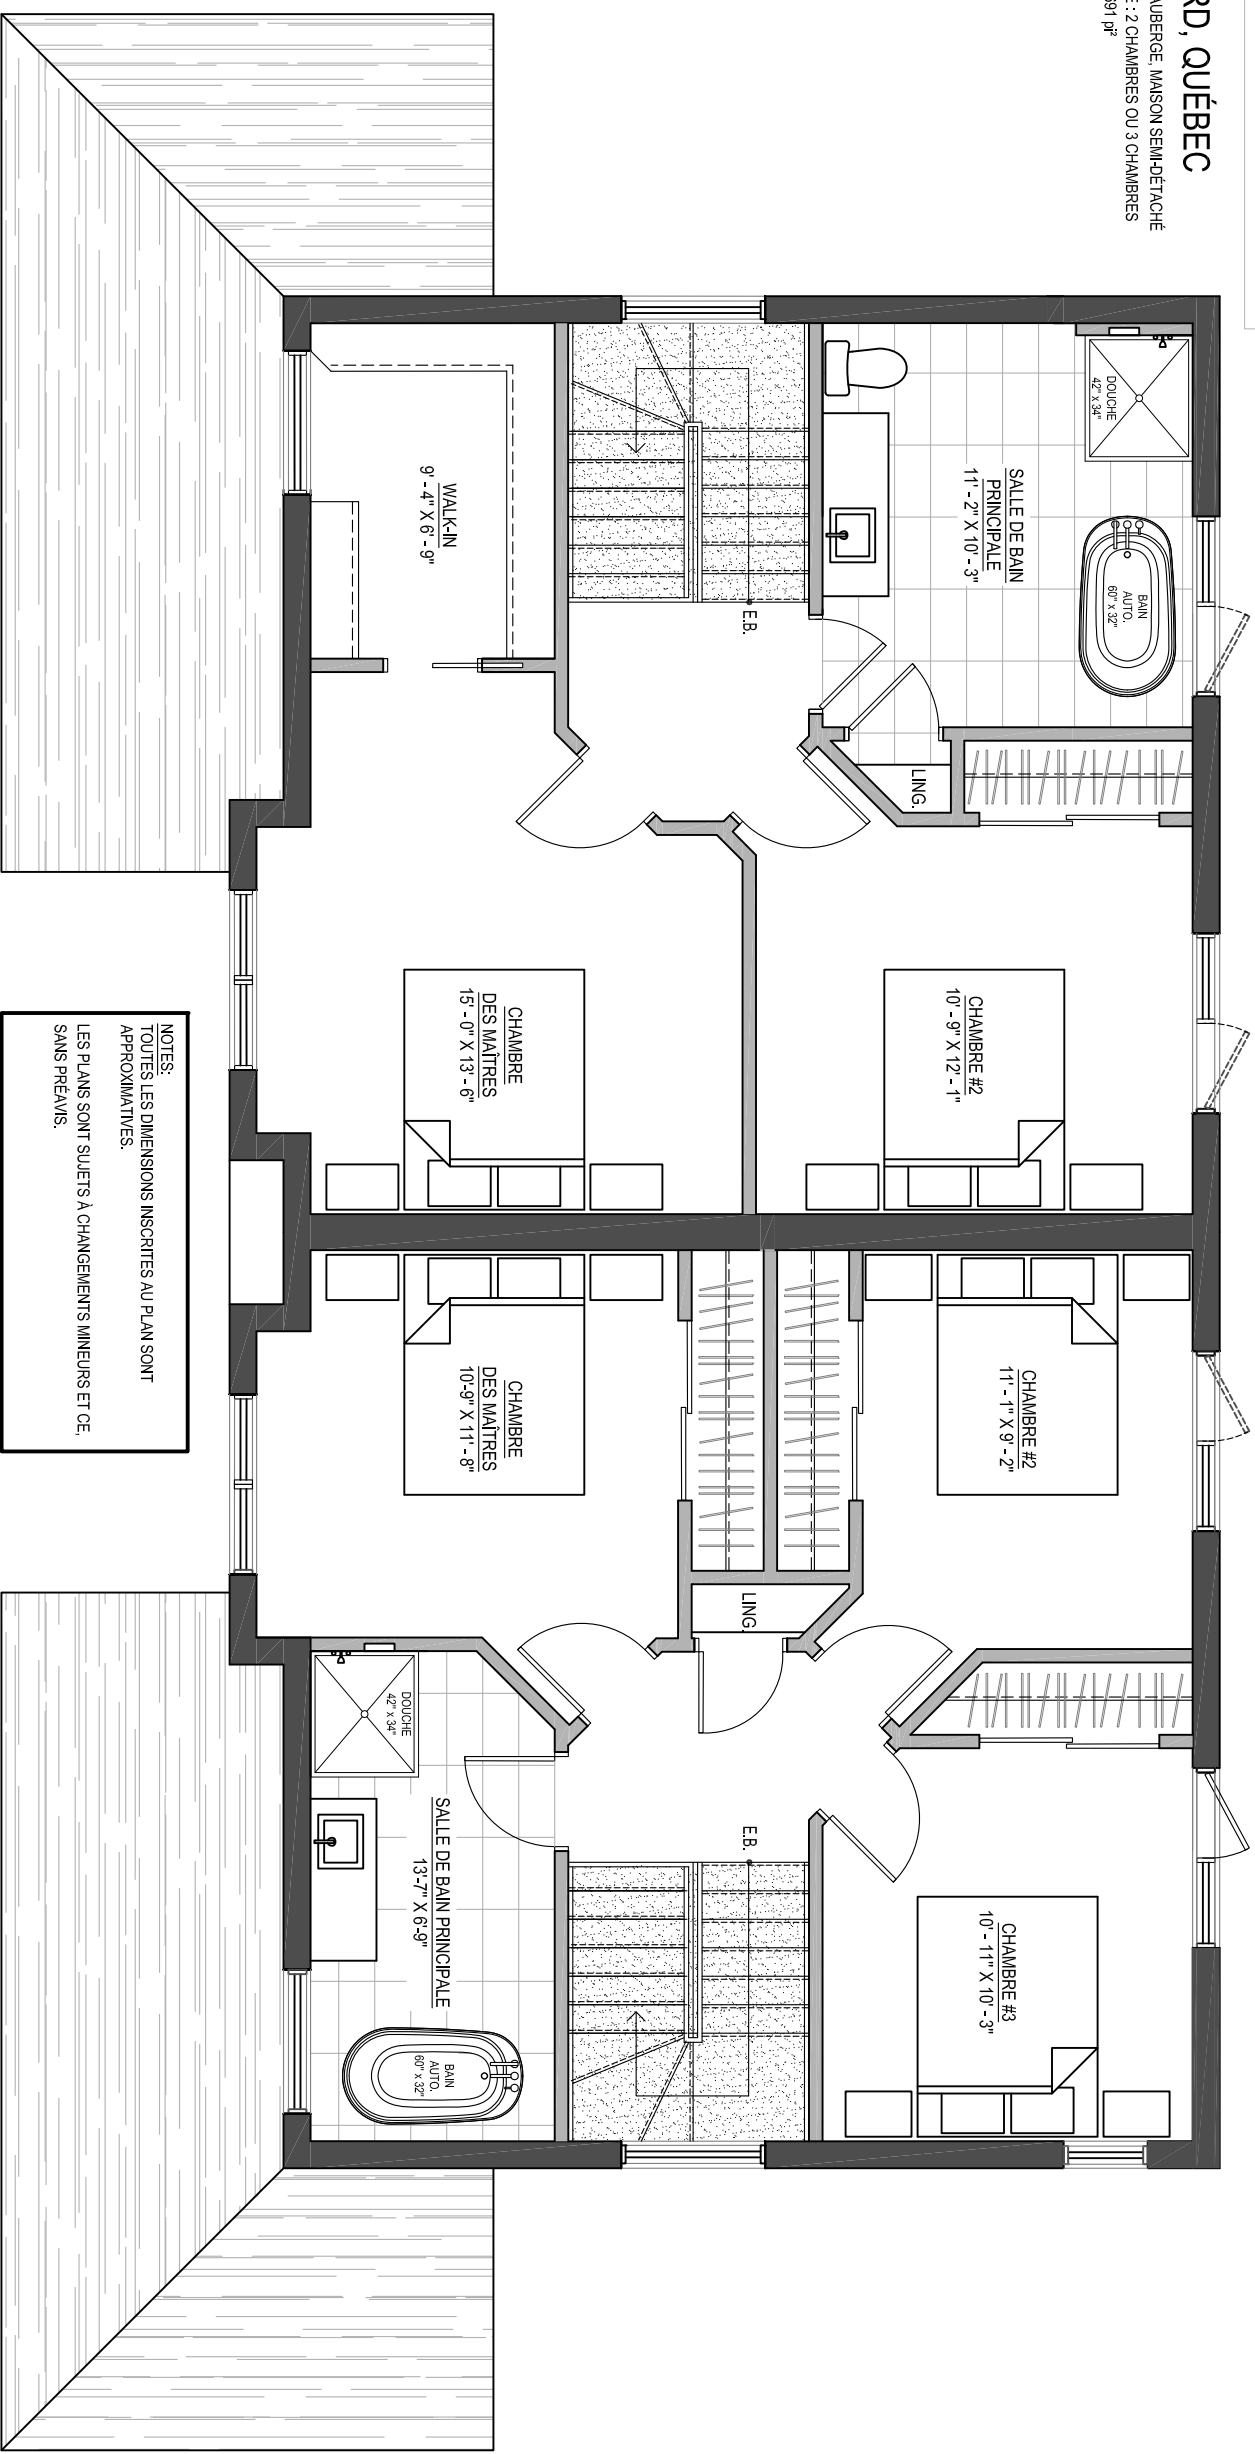 RD, QUÉBEC
AUBERGE, MAISON SEMI-DÉTACHÉ
E : 2 CHAMBRES OU 3 CHAMBRES
691 pi²
DOUCHE
42" x 34"
SALLE DE BAIN
PRINCIPALE
11' - 2" X 10' - 3"
BAIN
AUTO.
60" x 32"
E.B.
WALK-IN
9' - 4" X 6' - 9"
LING.
CHAMBRE #2
10' - 9" X 12' - 1"
CHAMBRE
DES MAÎTRES
15' - 0" X 13' - 6"
CHAMBRE #2
11' - 1" X 9' - 2"
CHAMBRE
DES MAÎTRES
10'-9" X 11' - 8"
LING.
DOUCHE
42" x 34"
SALLE DE BAIN PRINCIPALE
13'-7" X 6'-9"
E.B.
CHAMBRE #3
10' - 11" X 10' - 3"
BAIN
AUTO.
60" x 32"
NOTES:
TOUTES LES DIMENSIONS INSCRITES AU PLAN SONT
APPROXIMATIVES.
LES PLANS SONT SUJETS À CHANGEMENTS MINEURS ET CE,
SANS PRÉAVIS.